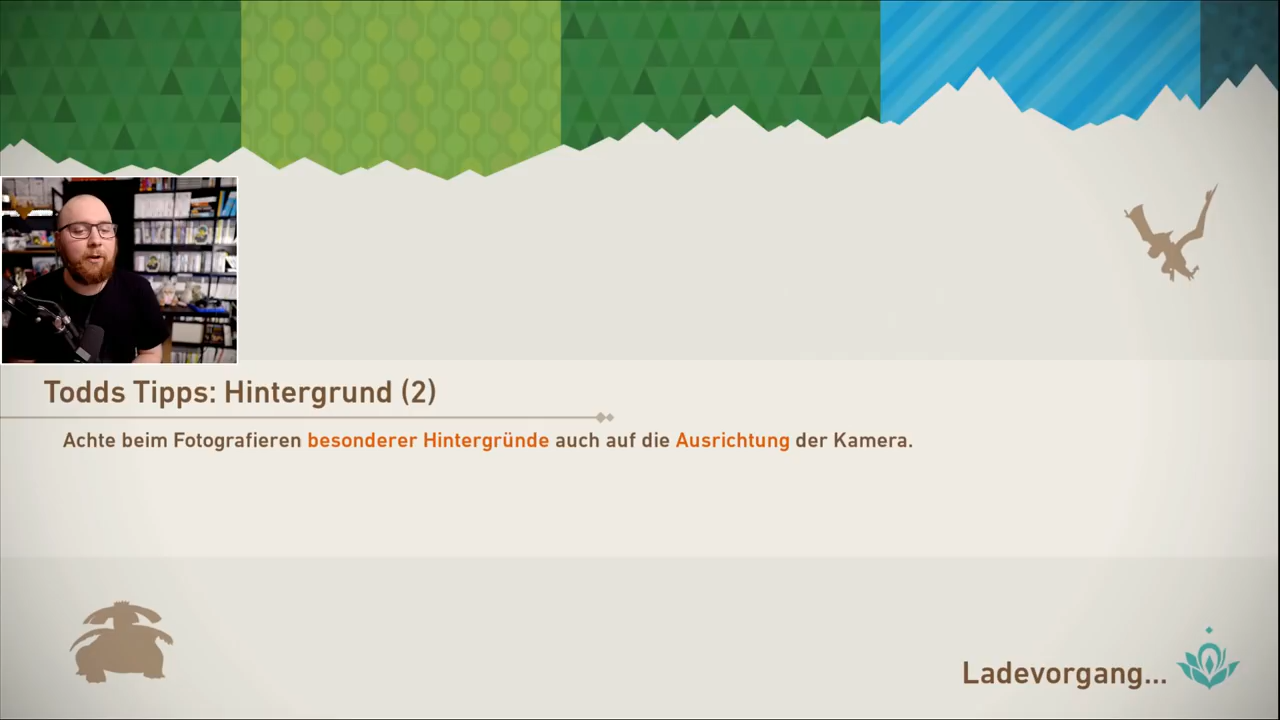 Todds Tipps: Hintergrund (2)
Achte beim Fotografieren besonderer Hintergründe auch auf die Ausrichtung der Kamera.
Ladevorgang...